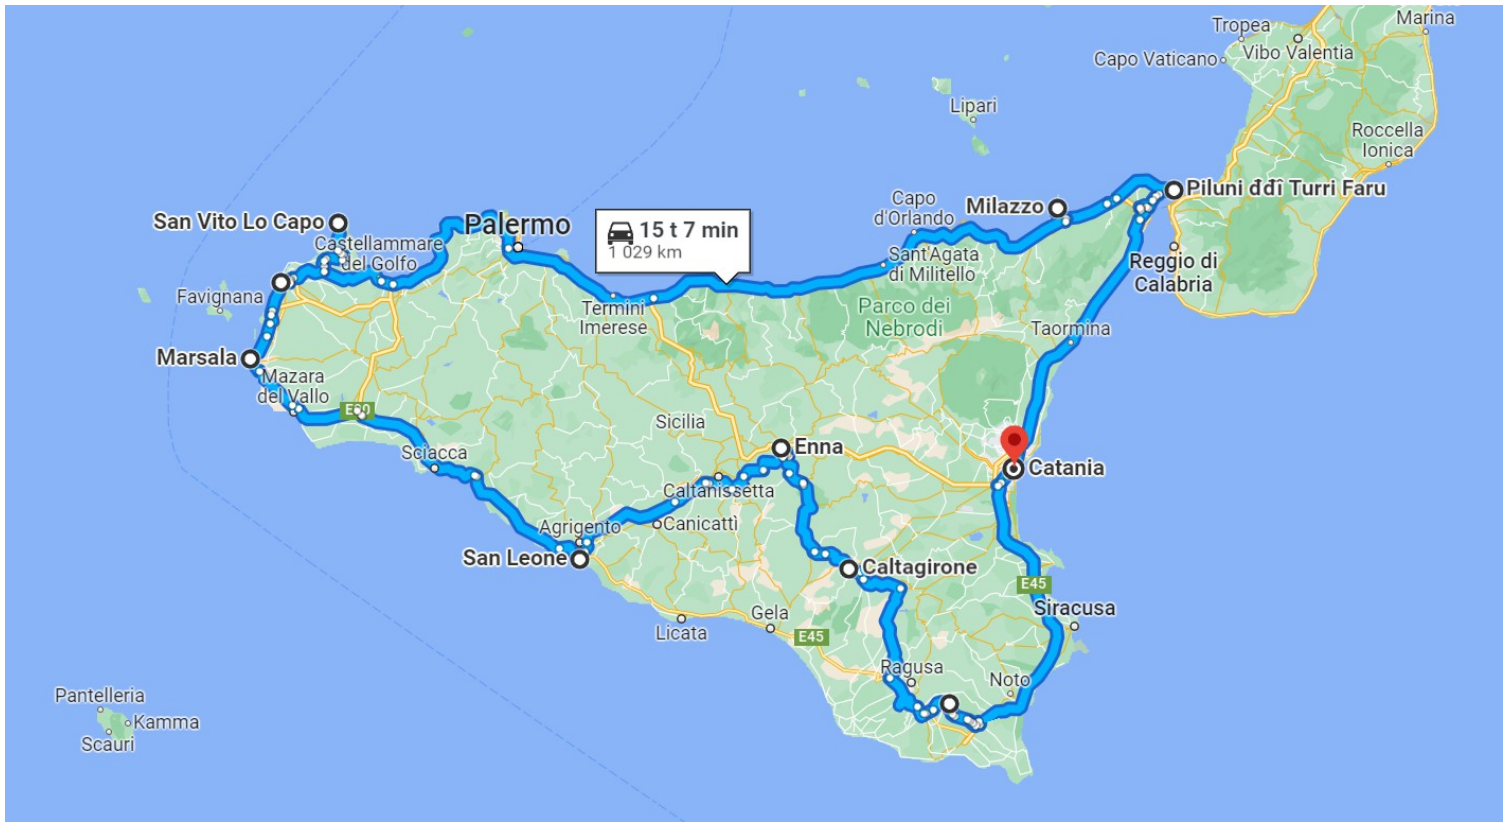 Tropea
Marina
Vibo Valentia
Capo Vaticano
Lipari
Roccella
Ionica
Piluni đđî Turri Faru
Capo
d'Orlando
Milazzo
San Vito Lo Capo
Palermo
15 t 7 min
1 029 km
Castellammare
del Golfo
Sant'Agata
di Militello
Reggio di
Calabria
Favignana
Termini
Imerese
Parco dei
Nebrodi
Taormina
Marsala
Mazara
del Vallo
E90
Sicilia
Sciacca
Enna
Catania
Caltanissetta
Agrigento
Canicattì
San Leone
Caltagirone
E45
Siracusa
Gela
Licata
E45
Ragusa
Noto
Pantelleria
Kamma
Scauri